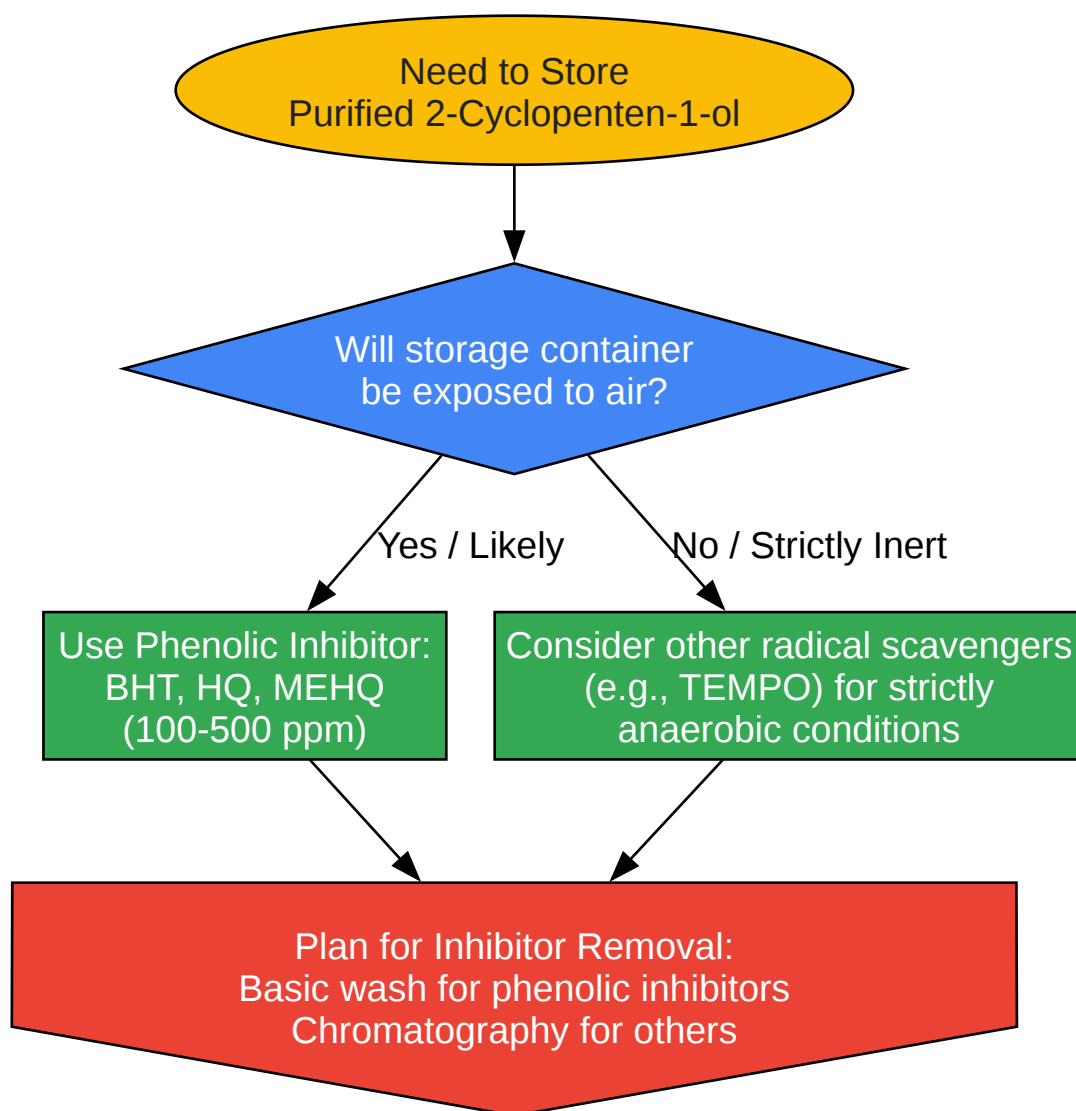 Need to Store
Purified 2-Cyclopenten-1-ol
Will storage container
be exposed to air?
Yes / Likely
No / Strictly Inert
Use Phenolic Inhibitor:
BHT, HQ, MEHQ
(100-500 ppm)
Consider other radical scavengers
(e.g., TEMPO) for strictly
anaerobic conditions
Plan for Inhibitor Removal:
Basic wash for phenolic inhibitors
Chromatography for others